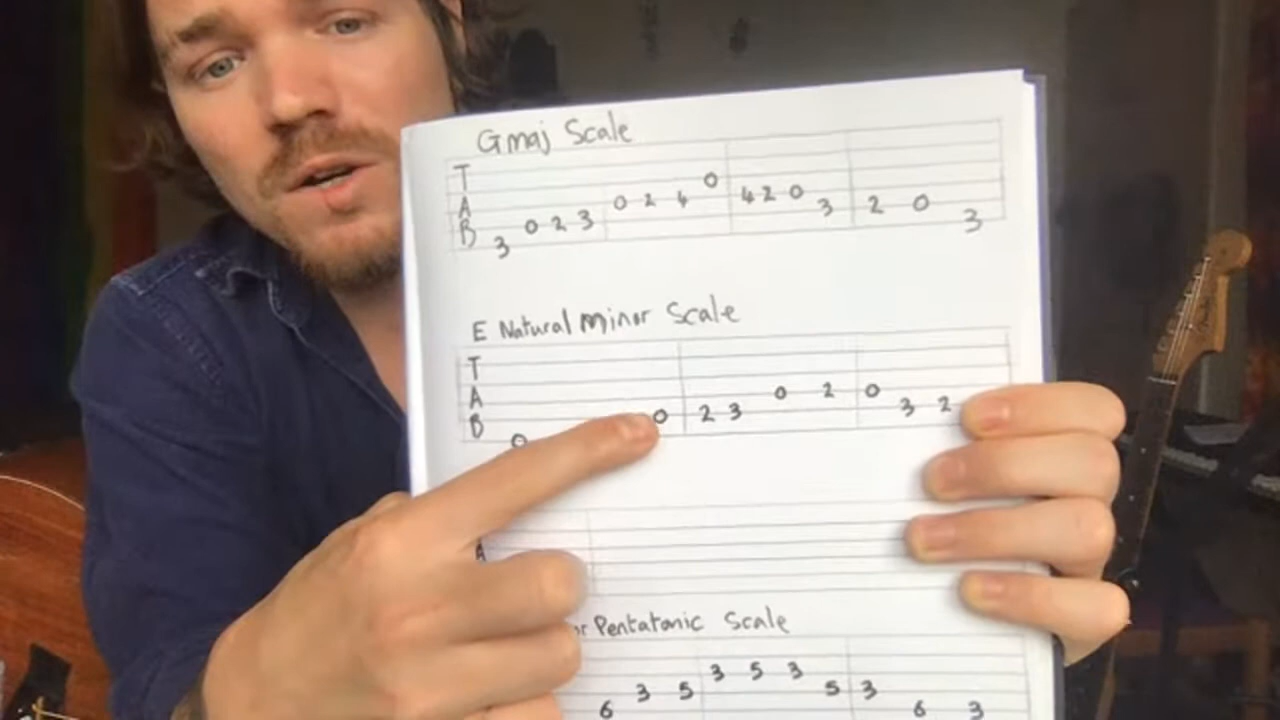 Gmaj Scale
T
A
B
3 0 2 3 0 2 4 0 4 2 0 3 2 0 3
E Natural Minor Scale
T
A
B
0 0 2 3 0 2 0 3 2
A
Pentatonic Scale
6 3 5 3 5 3 5 3 6 3